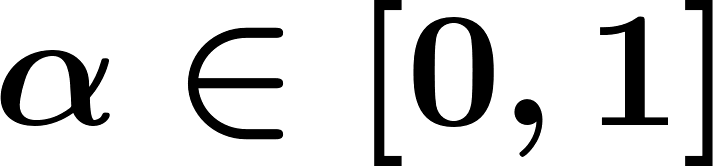 α ∈ [0, 1]